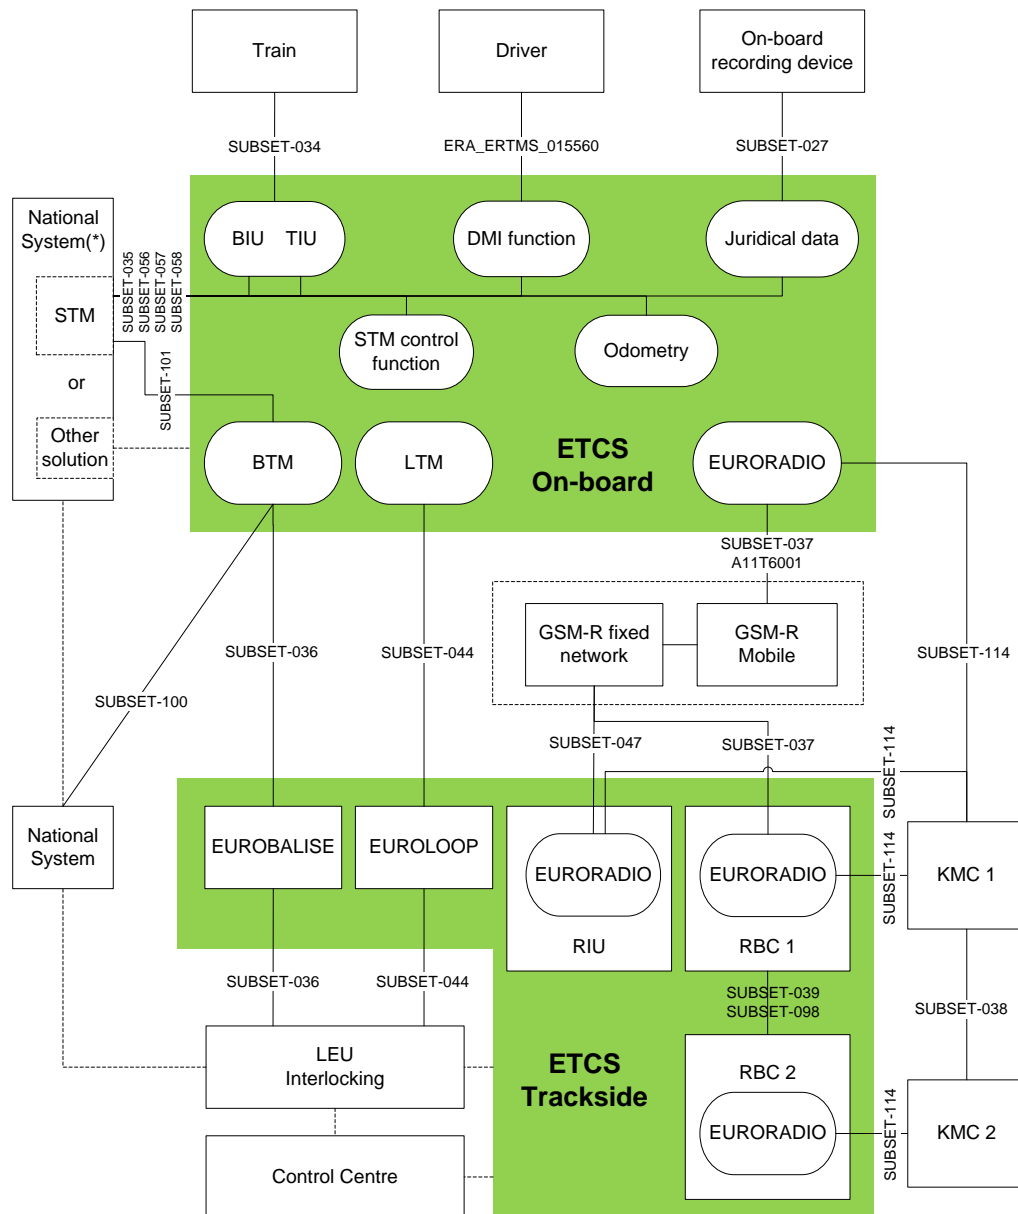 Train
Driver
On-board
recording device
SUBSET-034
ERA_ERTMS_015560
SUBSET-027
National
System(*)
SUBSET-035
SUBSET-056
SUBSET-057
SUBSET-058
BIU TIU
DMI function
Juridical data
STM
STM control
function
Odometry
or
SUBSET-101
Other
solution
BTM
LTM
ETCS
On-board
EURORADIO
SUBSET-037
A11T6001
GSM-R fixed
network
GSM-R
Mobile
SUBSET-036
SUBSET-044
SUBSET-114
SUBSET-100
SUBSET-047
SUBSET-037
SUBSET-114
National
System
EUROBALISE
EUROLOOP
EURORADIO
RIU
EURORADIO
RBC 1
SUBSET-114
KMC 1
SUBSET-036
SUBSET-044
SUBSET-039
SUBSET-098
SUBSET-038
LEU
Interlocking
ETCS
Trackside
RBC 2
EURORADIO
SUBSET-114
KMC 2
Control Centre